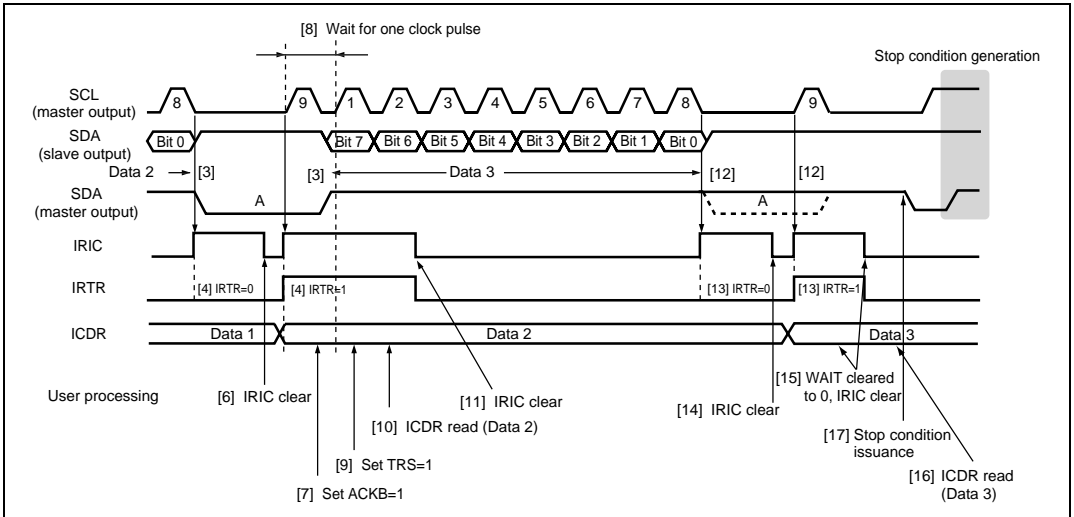 [8] Wait for one clock pulse
Stop condition generation
SCL
(master output)
8 9 1 2 3 4 5 6 7 8 9
SDA
(slave output)
Bit 0 Bit 7 Bit 6 Bit 5 Bit 4 Bit 3 Bit 2 Bit 1 Bit 0
Data 2 [3] [3] Data 3 [12] [12]
SDA
(master output)
A A
IRIC
IRTR
[4] IRTR=0 [4] IRTR=1 [13] IRTR=0 [13] IRTR=1
ICDR
Data 1 Data 2 Data 3
User processing
[6] IRIC clear
[11] IRIC clear
[10] ICDR read (Data 2)
[9] Set TRS=1
[7] Set ACKB=1
[14] IRIC clear
[15] WAIT cleared
to 0, IRIC clear
[17] Stop condition
issuance
[16] ICDR read
(Data 3)